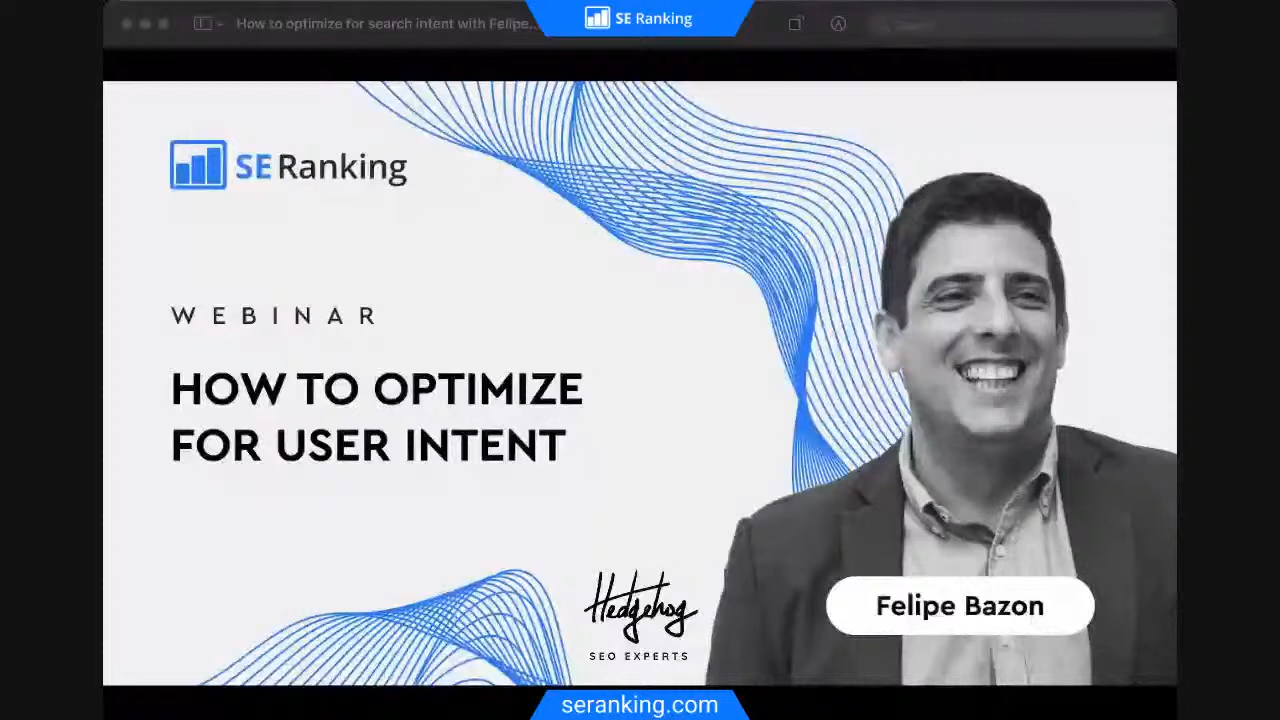 How to optimize for search intent with Felipe...
SE Ranking
SE Ranking
WEBINAR
HOW TO OPTIMIZE
FOR USER INTENT
Hedgehog
SEO EXPERTS
Felipe Bazon
seranking.com